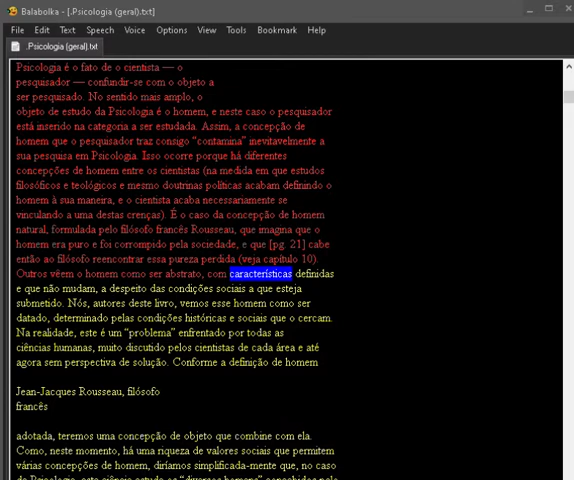 Balabolka - [.Psicologia (geral).txt]
File Edit Text Speech Voice Options View Bookmark Help
.Psicologia (geral).txt
Psicologia é o fato de o cientista — o
pesquisador — confundir-se com o objeto a
ser pesquisado. No sentido mais amplo, o
objeto de estudo da Psicologia é o homem, e neste caso o pesquisador
está inserido na categoria a ser estudada. Assim, a concepção de
homem que o pesquisador traz consigo “contamina” inevitavelmente a
sua pesquisa em Psicologia. Isso ocorre porque há diferentes
concepções de homem entre os cientistas (na medida em que estudos
filosóficos e teológicos e mesmo doutrinas políticas acabam definindo o
homem à sua maneira, e o cientista acaba necessariamente se
vinculando a uma destas crenças). É o caso da concepção de homem
natural, formulada pelo filósofo francês Rousseau, que imagina que o
homem era puro e foi corrompido pela sociedade, e que [pg. 21] cabe
então ao filósofo reencontrar essa pureza perdida (veja capítulo 10).
Outros vêem o homem como ser abstrato, com características definidas
e que não mudam, a despeito das condições sociais a que esteja
submetido. Nós, autores deste livro, vemos esse homem como ser
datado, determinado pelas condições históricas e sociais que o cercam.
Na realidade, este é um “problema” enfrentado por todas as
ciências humanas, muito discutido pelos cientistas de cada área e até
agora sem perspectiva de solução. Conforme a definição de homem
Jean-Jacques Rousseau, filósofo
francês
adotada, teremos uma concepção de objeto que combine com ela.
Como, neste momento, há uma riqueza de valores sociais que permitem
várias concepções de homem, diríamos simplificada-mente que, no caso
da Psicologia, esta ciência estuda os “diversos homens” concebidos pelo